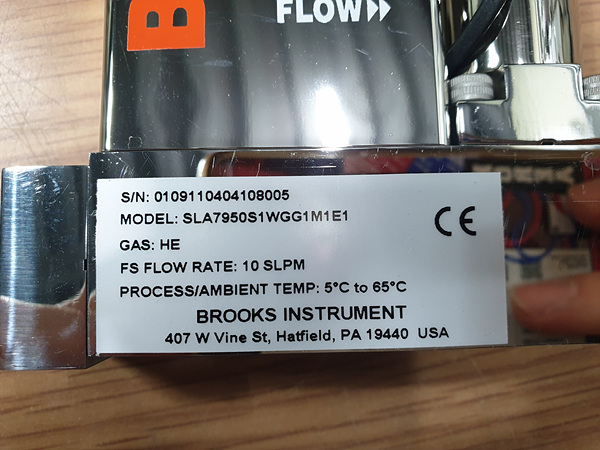 B
FLOW
S/N: 0109110404108005
MODEL: SLA7950S1WGG1M1E1
GAS: HE
FS FLOW RATE: 10 SLPM
PROCESS/AMBIENT TEMP: 5°C to 65°C
BROOKS INSTRUMENT
407 W Vine St, Hatfield, PA 19440 USA
CE